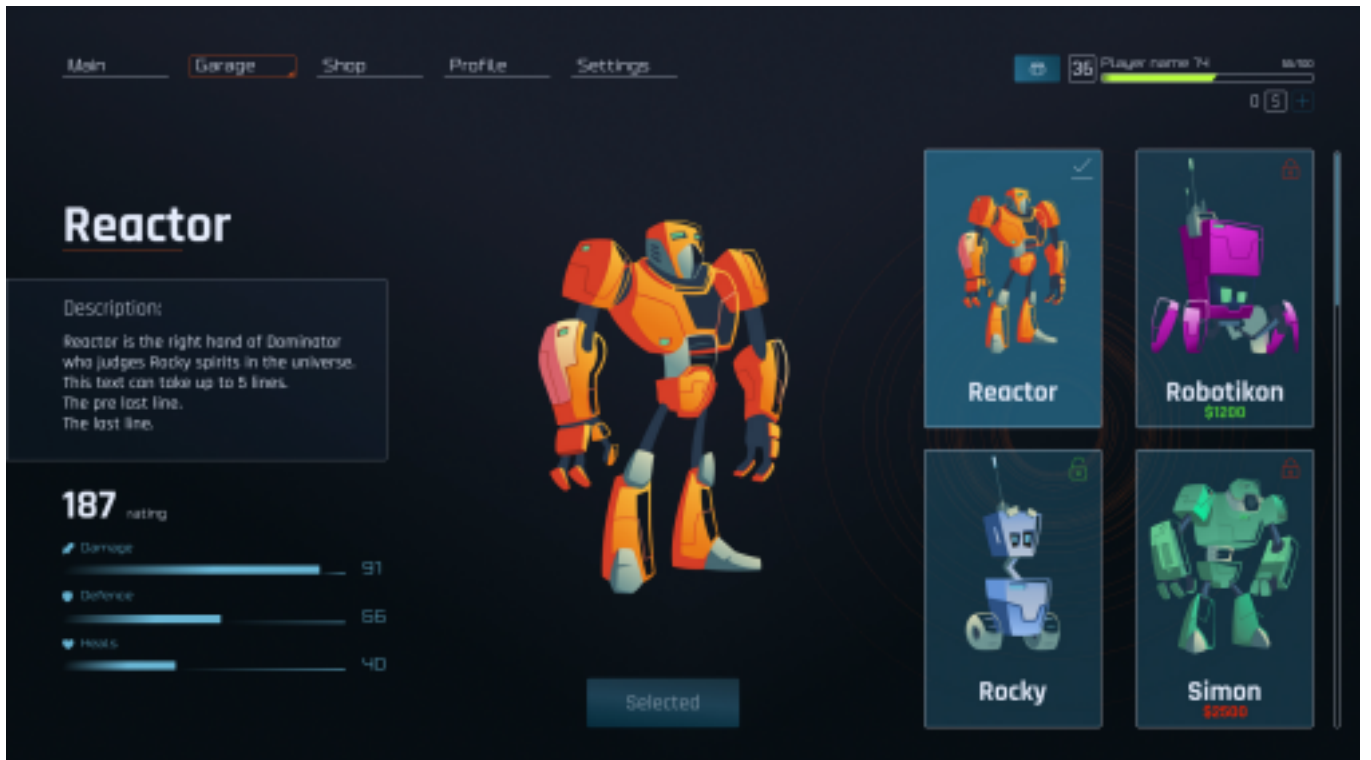 Main
Garage
Shop
Profile
Settings
36
Player name 74
0 S +
Reactor
Description:
Reactor is the right hand of Dominator
who judges Rocky spirits in the universe.
This text can take up to 5 lines.
The pre last line.
The last line.
187 rating
Damage
91
Defence
66
Heals
40
Selected
Reactor
Robotikon
$1200
Rocky
Simon
$2500